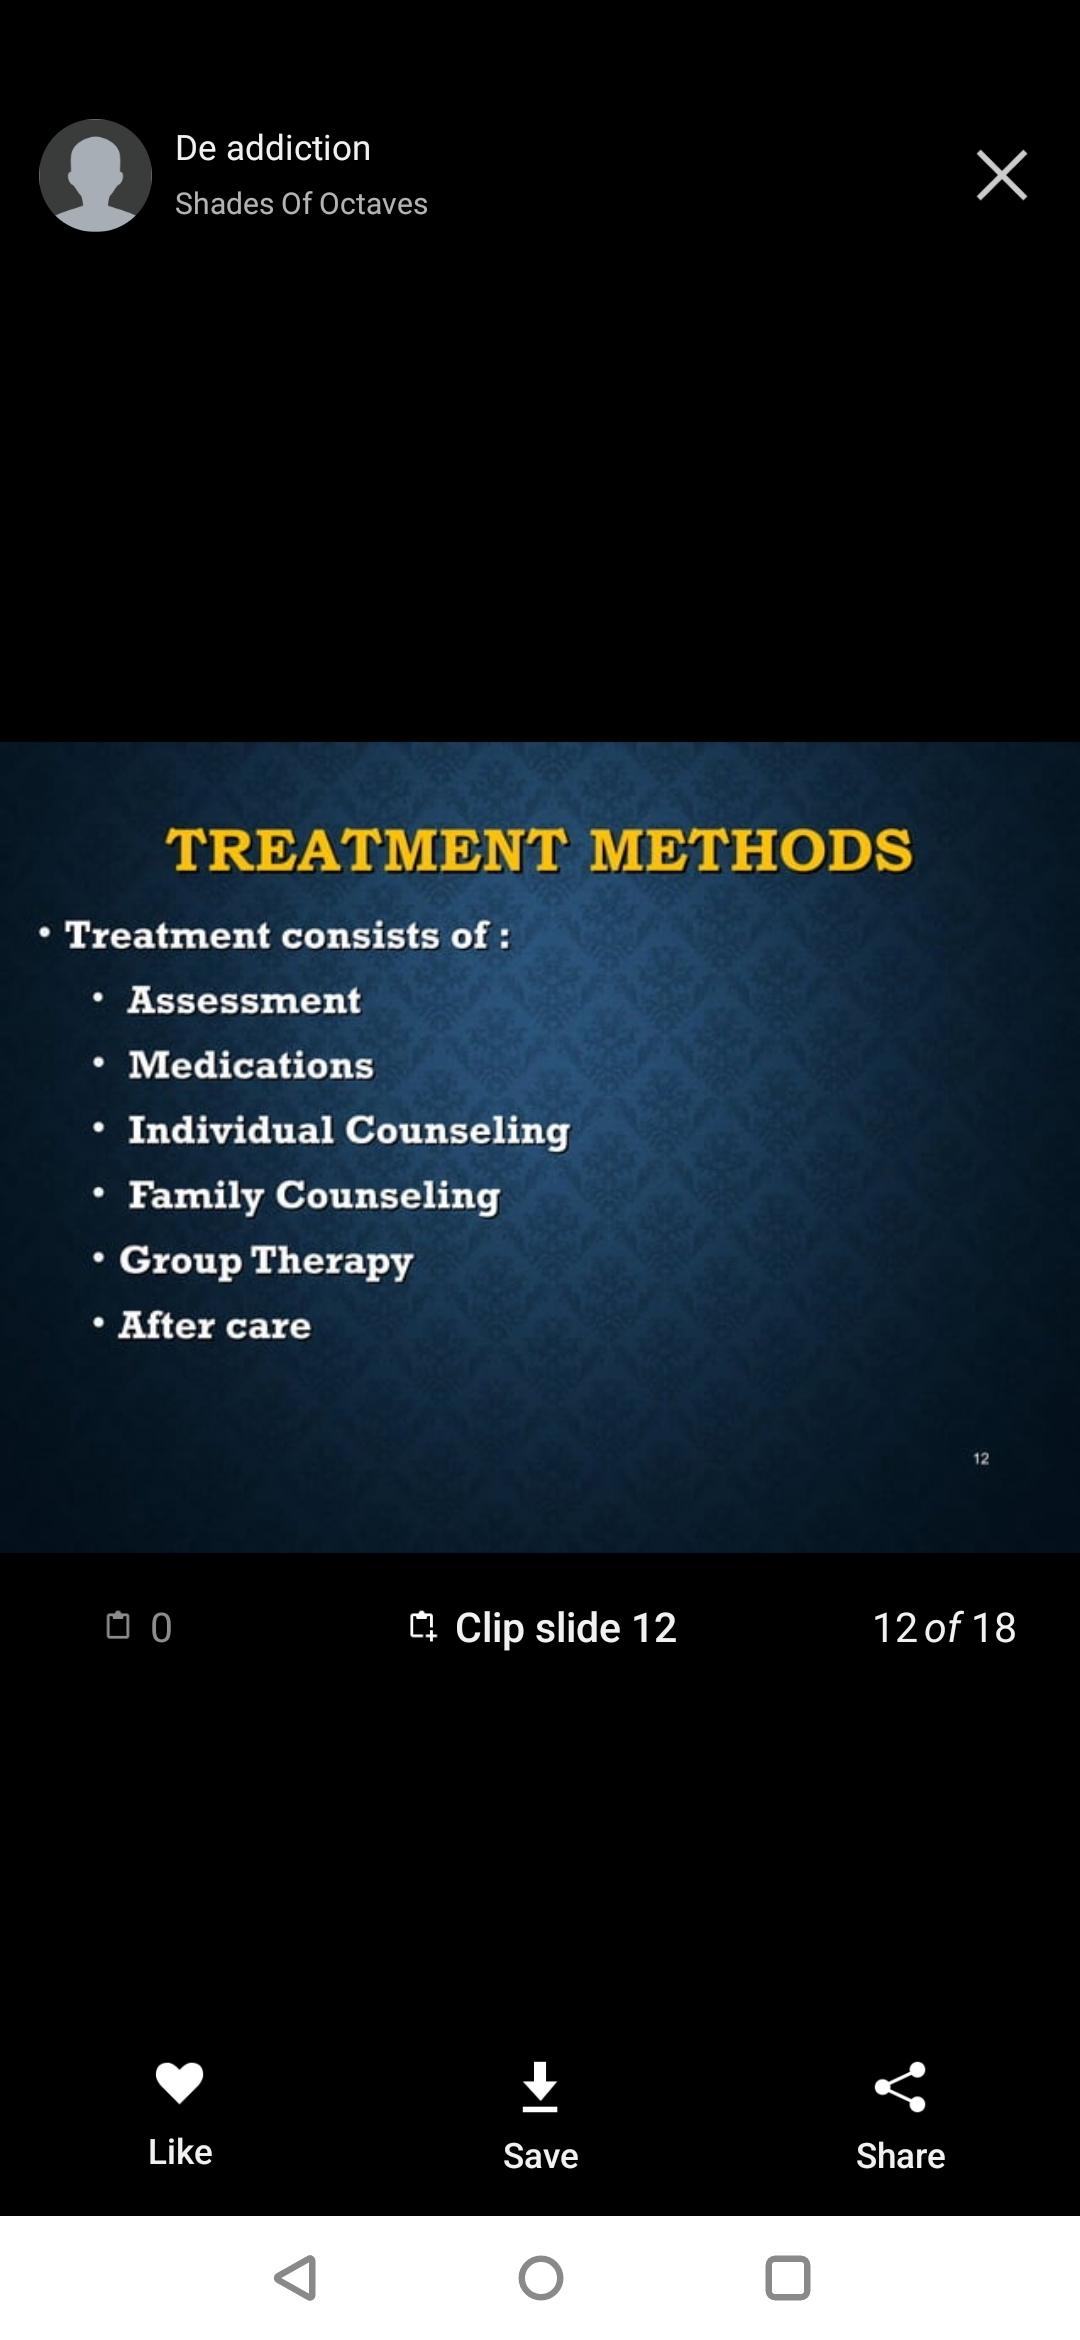 De addiction
Shades Of Octaves
TREATMENT METHODS
• Treatment consists of :
• Assessment
• Medications
• Individual Counseling
• Family Counseling
• Group Therapy
• After care
12
0
Clip slide 12
12 of 18
Like
Save
Share